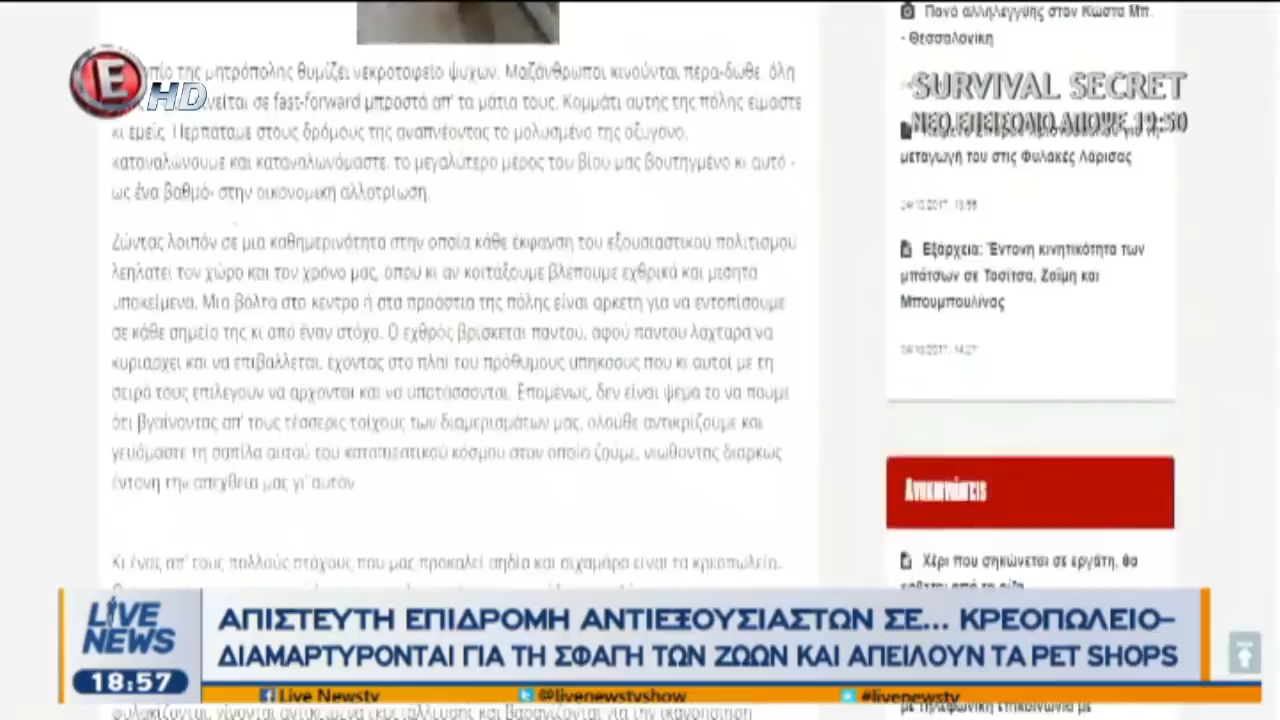 Πανό αλληλεγγύης στον Κώστα Μπ.
- Θεσσαλονίκη
E HD
SURVIVAL SECRET
ΝΕΟ ΕΠΕΙΣΟΔΙΟ ΑΠΟΨΕ 19:50
της μητρόπολης θυμίζει νεκροταφείο ψυχών. Μαζάνθρωποι κινούνται πέρα-δώθε, όλη
σε fast-forward μπροστά απ' τα μάτια τους. Κομμάτι αυτής της πόλης είμαστε
κι εμείς. Περπατάμε στους δρόμους της αναπνέοντας το μολυσμένο της οξυγόνο,
καταναλώνουμε και καταναλωνόμαστε, το μεγαλύτερο μέρος του βίου μας βουτηγμένο κι αυτό -
ως ένα βαθμό- στην οικονομική αλλοτρίωση.
μεταγωγή του στις Φυλακές Λάρισας
Ζώντας λοιπόν σε μια καθημερινότητα στην οποία κάθε έκφανση του εξουσιαστικού πολιτισμού
λεηλατεί τον χώρο και τον χρόνο μας, όπου κι αν κοιτάξουμε βλέπουμε εχθρικά και μισητά
υποκείμενα. Μια βόλτα στο κέντρο ή στα προάστια της πόλης είναι αρκετή για να εντοπίσουμε
σε κάθε σημείο της κι από έναν στόχο. Ο εχθρός βρίσκεται παντού, αφού παντού λαχταρά να
κυριαρχεί και να επιβάλλεται, έχοντας στο πλάι του πρόθυμους υπηκόους που κι αυτοί με τη
σειρά τους επιλέγουν να άρχονται και να υποτάσσονται. Επομένως, δεν είναι ψέμα το να πούμε
ότι βγαίνοντας απ' τους τέσσερις τοίχους των διαμερισμάτων μας, ολούθε αντικρίζουμε και
γευόμαστε τη σαπίλα αυτού του καταπιεστικού κόσμου στον οποίο ζούμε, νιώθοντας διαρκώς
έντονη την απέχθειά μας γι' αυτόν
Εξάρχεια: Έντονη κινητικότητα των
μπάτσων σε Τοσίτσα, Ζαΐμη και
Μπουμπουλίνας
Ανακοινώσεις
Κι ένας απ' τους πολλούς στόχους που μας προκαλεί αηδία και σιχαμάρα είναι τα κρεοπωλεία.
Χέρι που σηκώνεται σε εργάτη, θα
LIVE NEWS
ΑΠΙΣΤΕΥΤΗ ΕΠΙΔΡΟΜΗ ΑΝΤΙΕΞΟΥΣΙΑΣΤΩΝ ΣΕ... ΚΡΕΟΠΩΛΕΙΟ–
ΔΙΑΜΑΡΤΥΡΟΝΤΑΙ ΓΙΑ ΤΗ ΣΦΑΓΗ ΤΩΝ ΖΩΩΝ ΚΑΙ ΑΠΕΙΛΟΥΝ ΤΑ PET SHOPS
18:57
Live Newstv @livenewstvshow #livenewstv